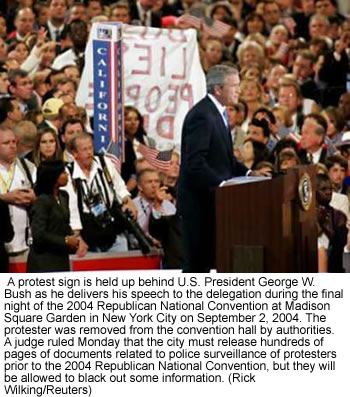 CALIFORNIA
LIES
PEOPL
D
A protest sign is held up behind U.S. President George W.
Bush as he delivers his speech to the delegation during the final
night of the 2004 Republican National Convention at Madison
Square Garden in New York City on September 2, 2004. The
protester was removed from the convention hall by authorities.
A judge ruled Monday that the city must release hundreds of
pages of documents related to police surveillance of protesters
prior to the 2004 Republican National Convention, but they will
be allowed to black out some information. (Rick
Wilking/Reuters)